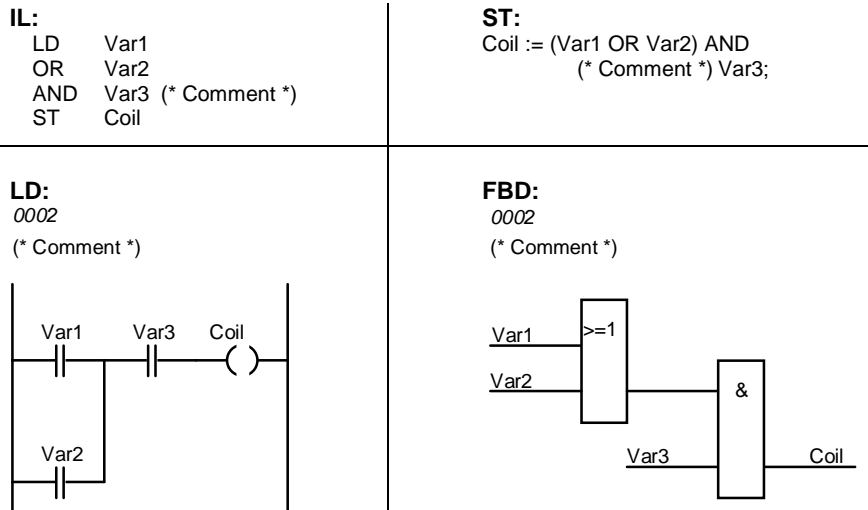 IL:
LD Var1
OR Var2
AND Var3 (* Comment *)
ST Coil
ST:
Coil := (Var1 OR Var2) AND
(* Comment *) Var3;
LD:
0002
(* Comment *)
Var1 Var3 Coil
Var2
FBD:
0002
(* Comment *)
Var1 >=1
Var2 &
Var3 Coil